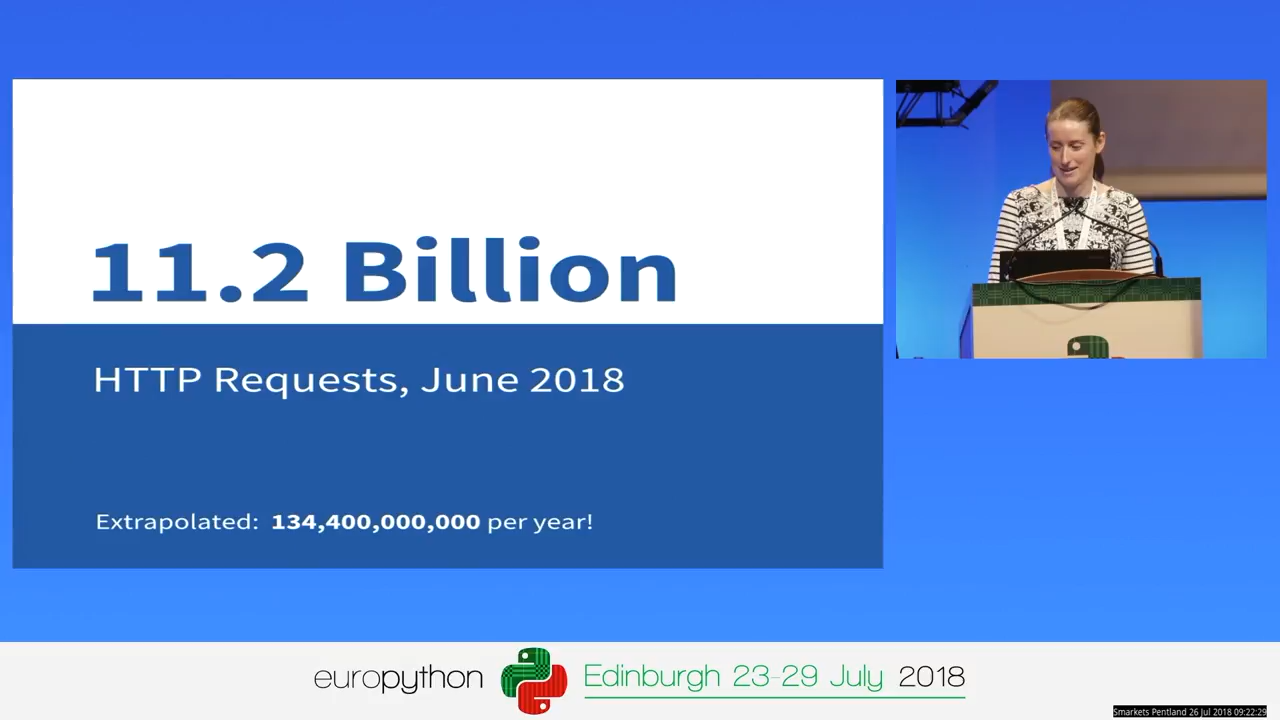 11.2 Billion
HTTP Requests, June 2018
Extrapolated: 134,400,000,000 per year!
europython
Edinburgh 23-29 July 2018
Smarkets Pentland 26 Jul 2018 09:22:29